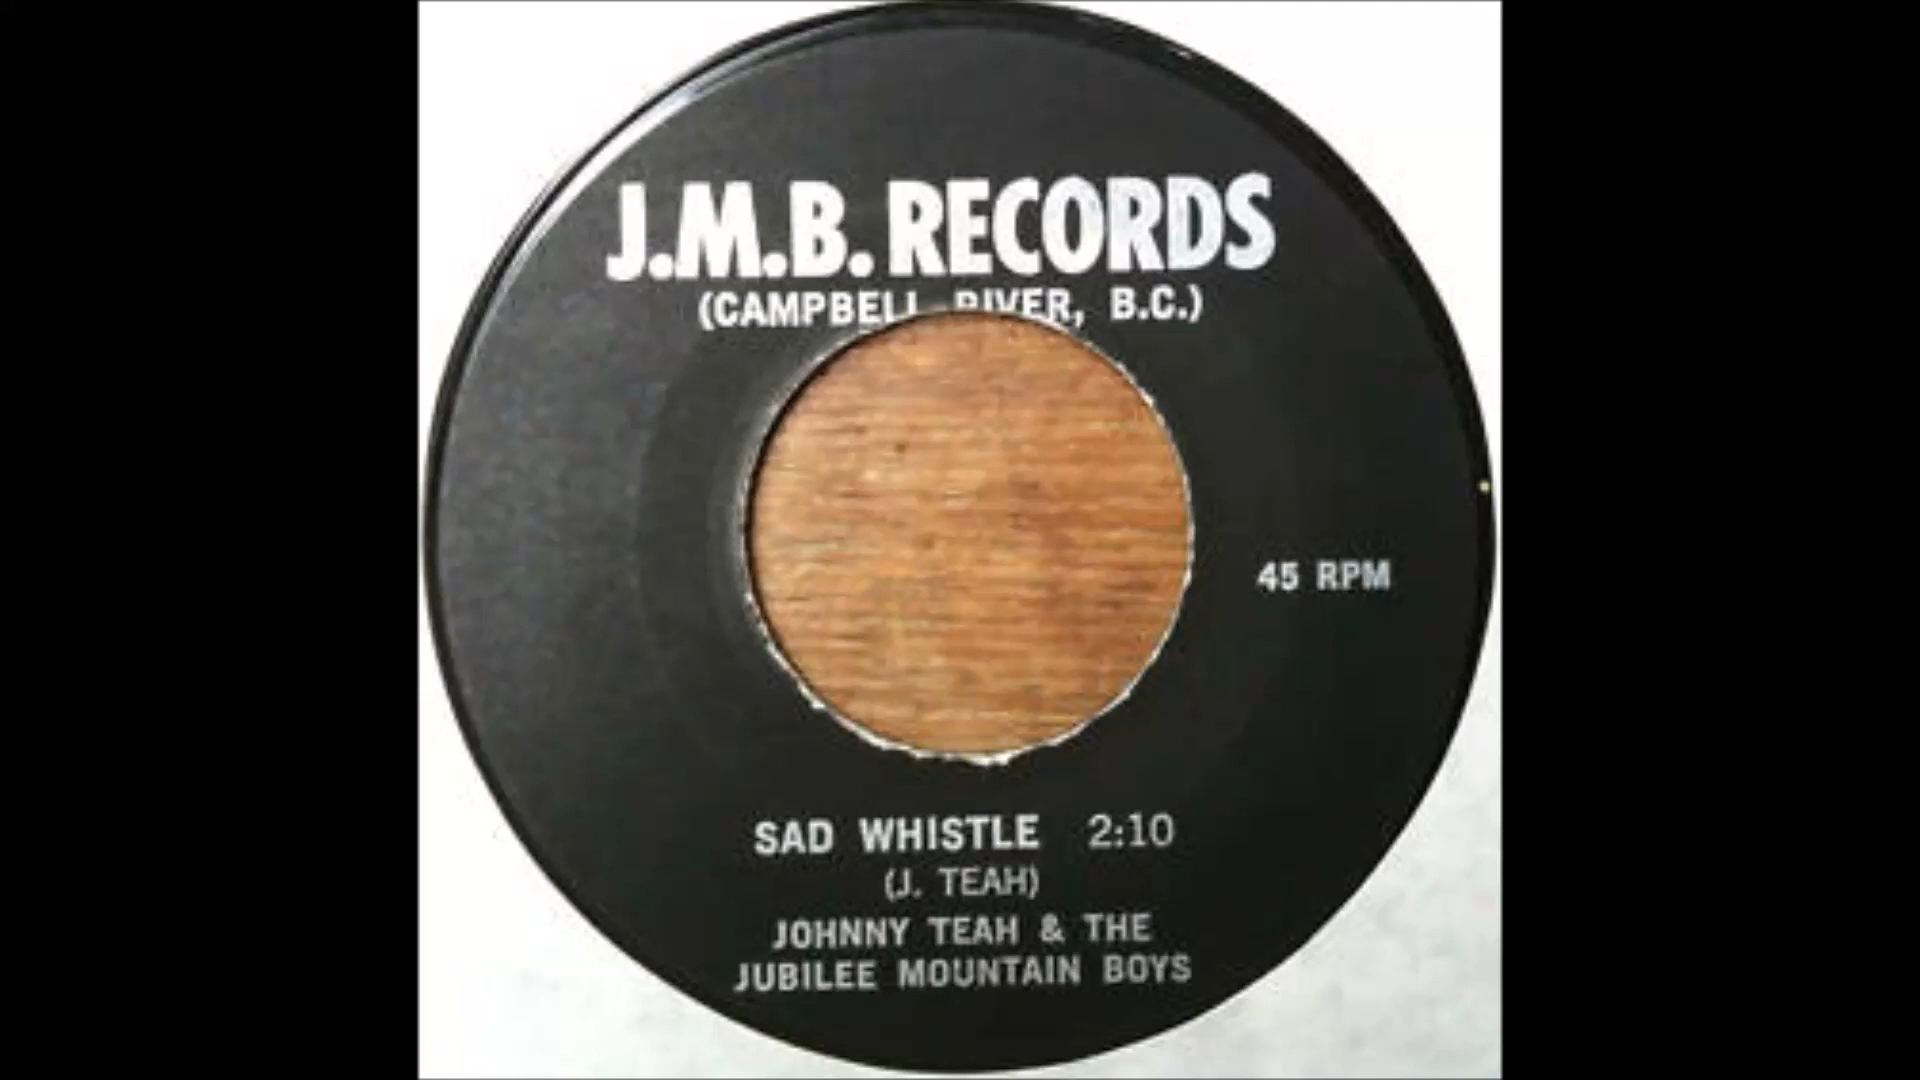 J.M.B. RECORDS
(CAMPBELL RIVER, B.C.)
45 RPM
SAD WHISTLE 2:10
(J. TEAH)
JOHNNY TEAH & THE
JUBILEE MOUNTAIN BOYS